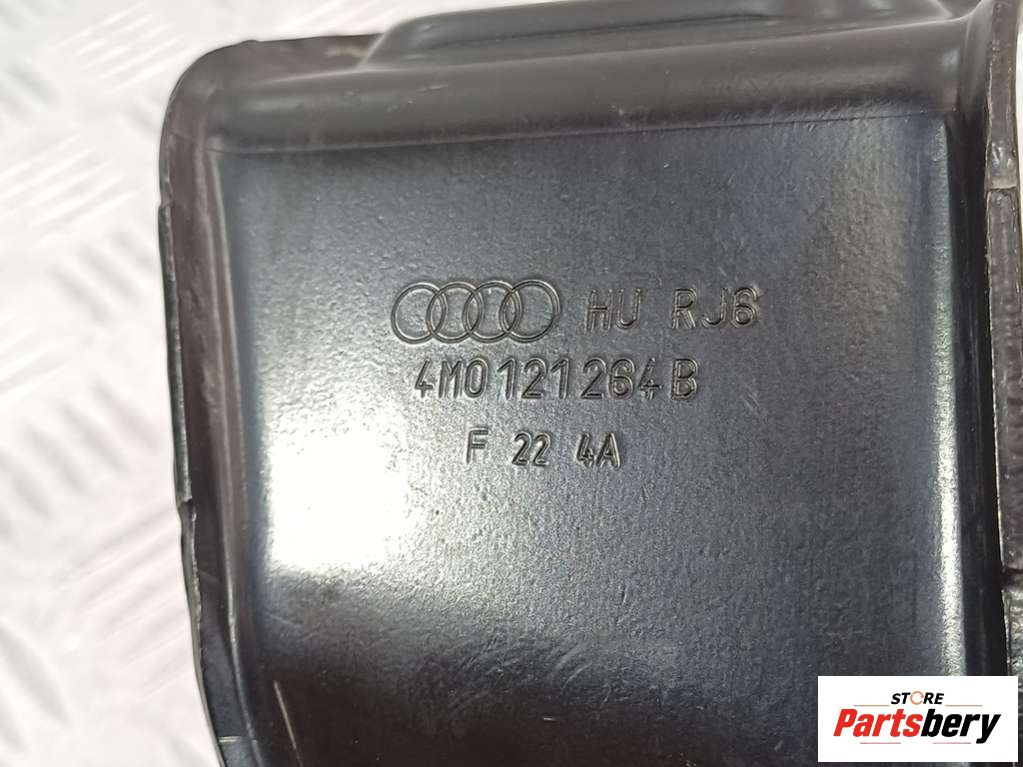 HU RJ6
4M0 121 264 B
F 22 4A
STORE
Partsbery